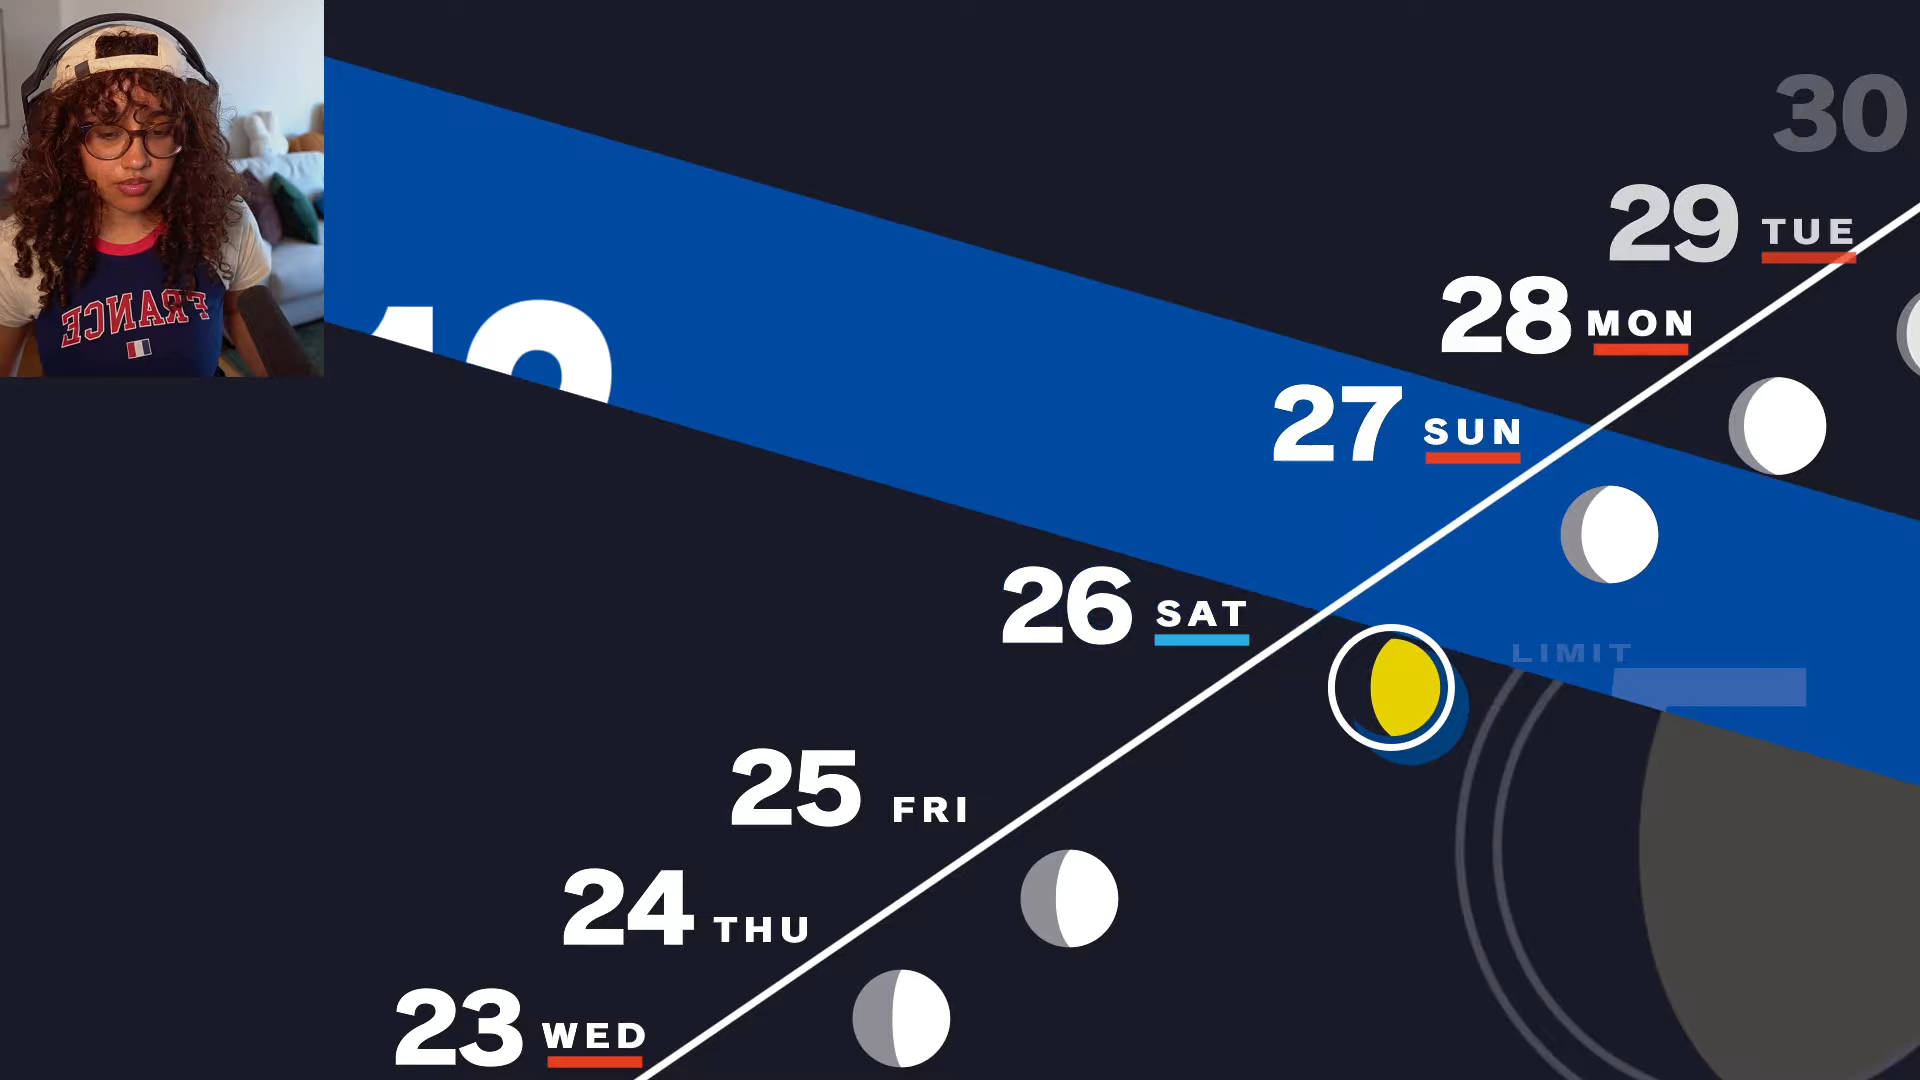 FRANCE
30
29 TUE
28 MON
27 SUN
26 SAT
LIMIT
25 FRI
24 THU
23 WED